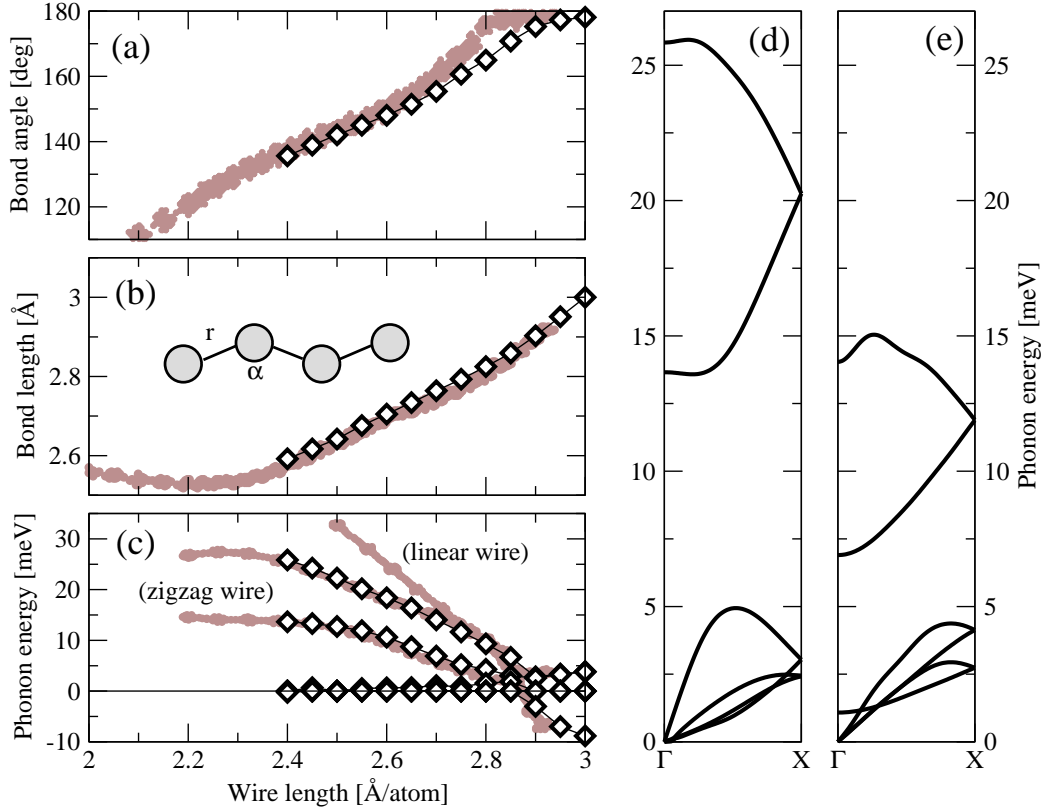 (a)
Bond angle [deg]
180
160
140
120
(b)
Bond length [Å]
3
2.8
2.6
r
α
(c)
Phonon energy [meV]
30
20
10
0
-10
(linear wire)
(zigzag wire)
2
2.2
2.4
2.6
2.8
3
Wire length [Å/atom]
(d)
25
20
15
10
5
0
Γ
X
(e)
25
20
15
10
5
0
Γ
X
Phonon energy [meV]